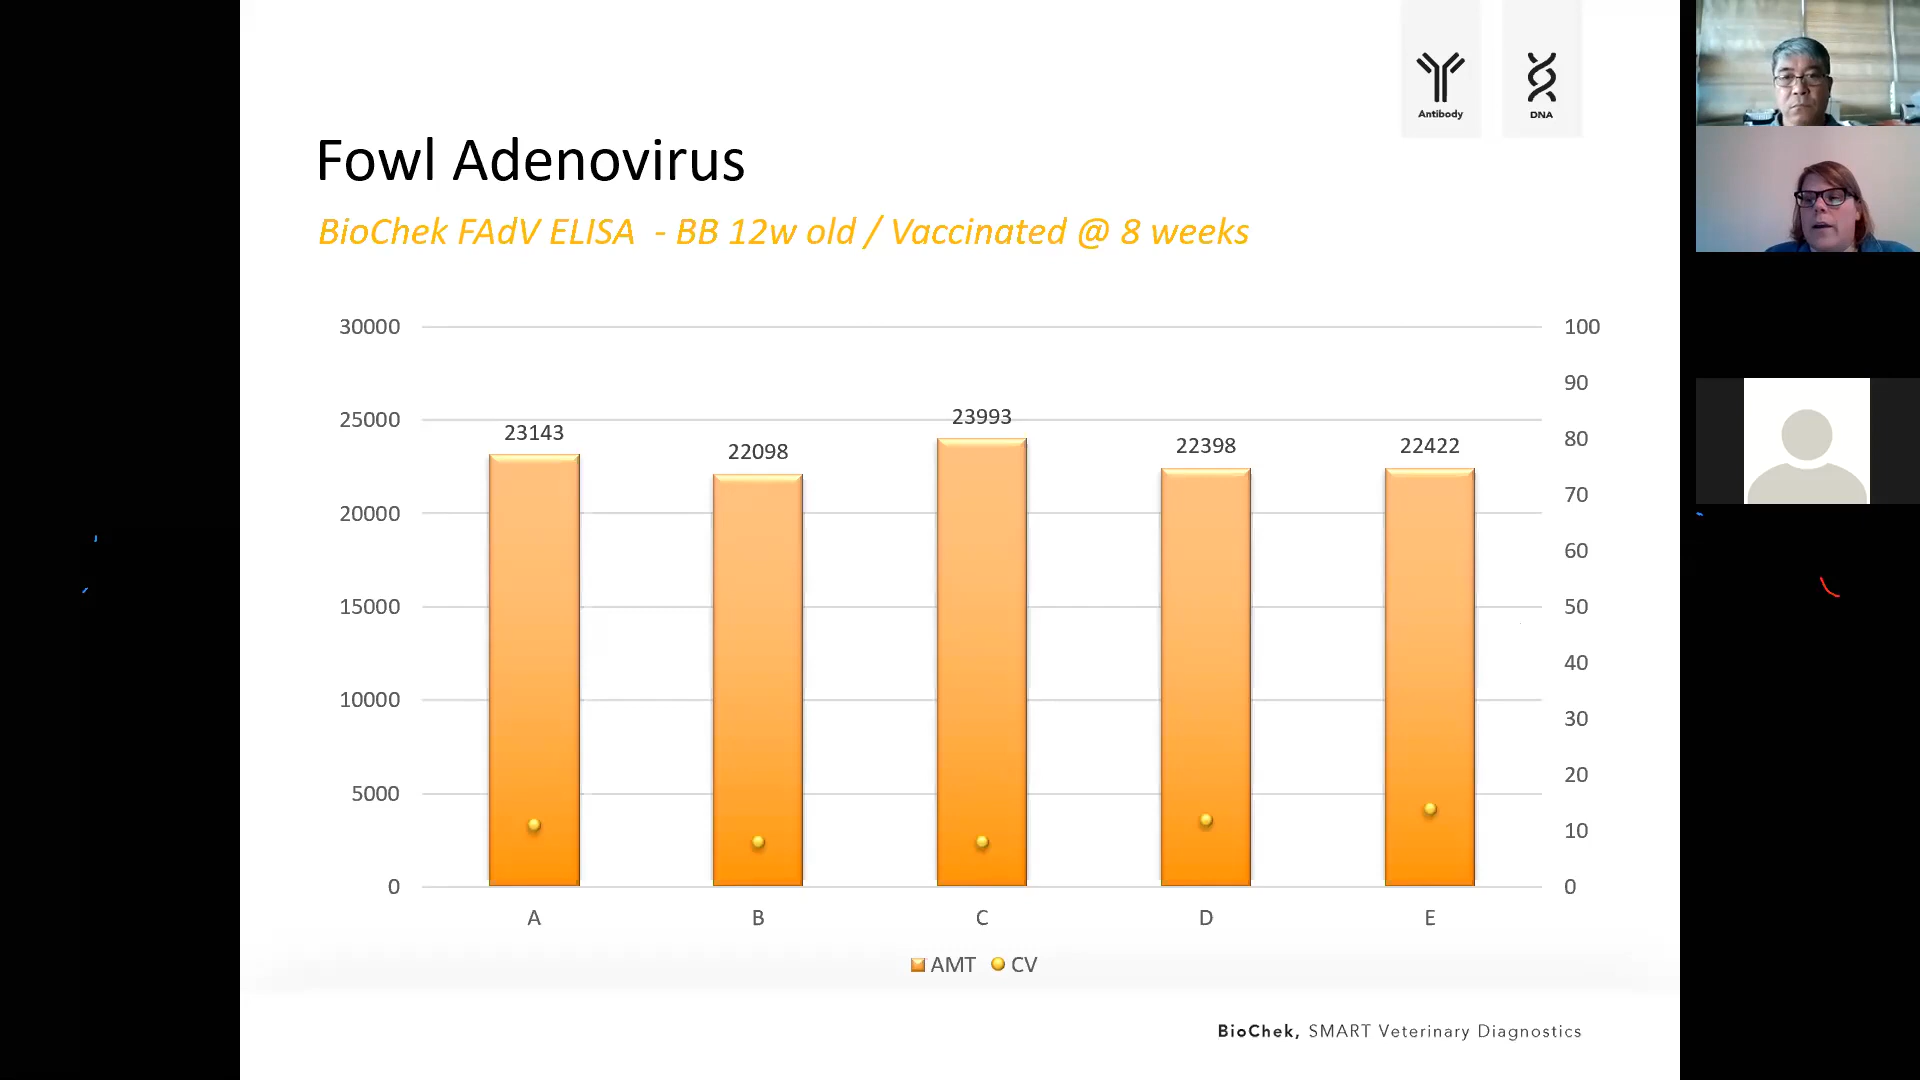 Antibody
DNA
Fowl Adenovirus
BioChek FAdV ELISA - BB 12w old / Vaccinated @ 8 weeks
30000
25000
20000
15000
10000
5000
0
100
90
80
70
60
50
40
30
20
10
0
23143
22098
23993
22398
22422
A
B
C
D
E
AMT
CV
BioChek, SMART Veterinary Diagnostics